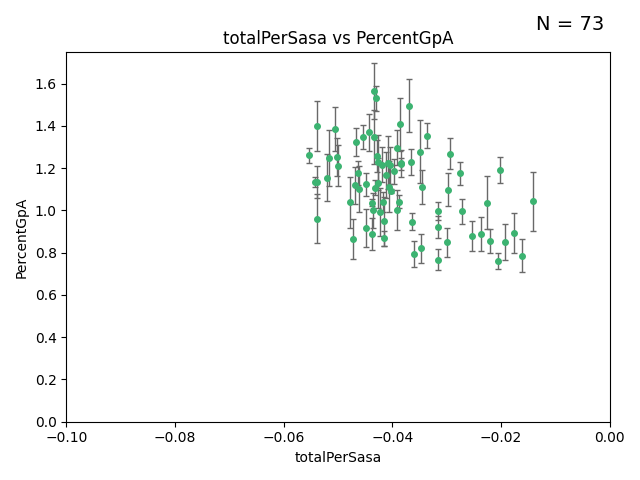 N = 73
totalPerSasa vs PercentGpA
PercentGpA
1.6
1.4
1.2
1.0
0.8
0.6
0.4
0.2
0.0
−0.10 −0.08 −0.06 −0.04 −0.02 0.00
totalPerSasa